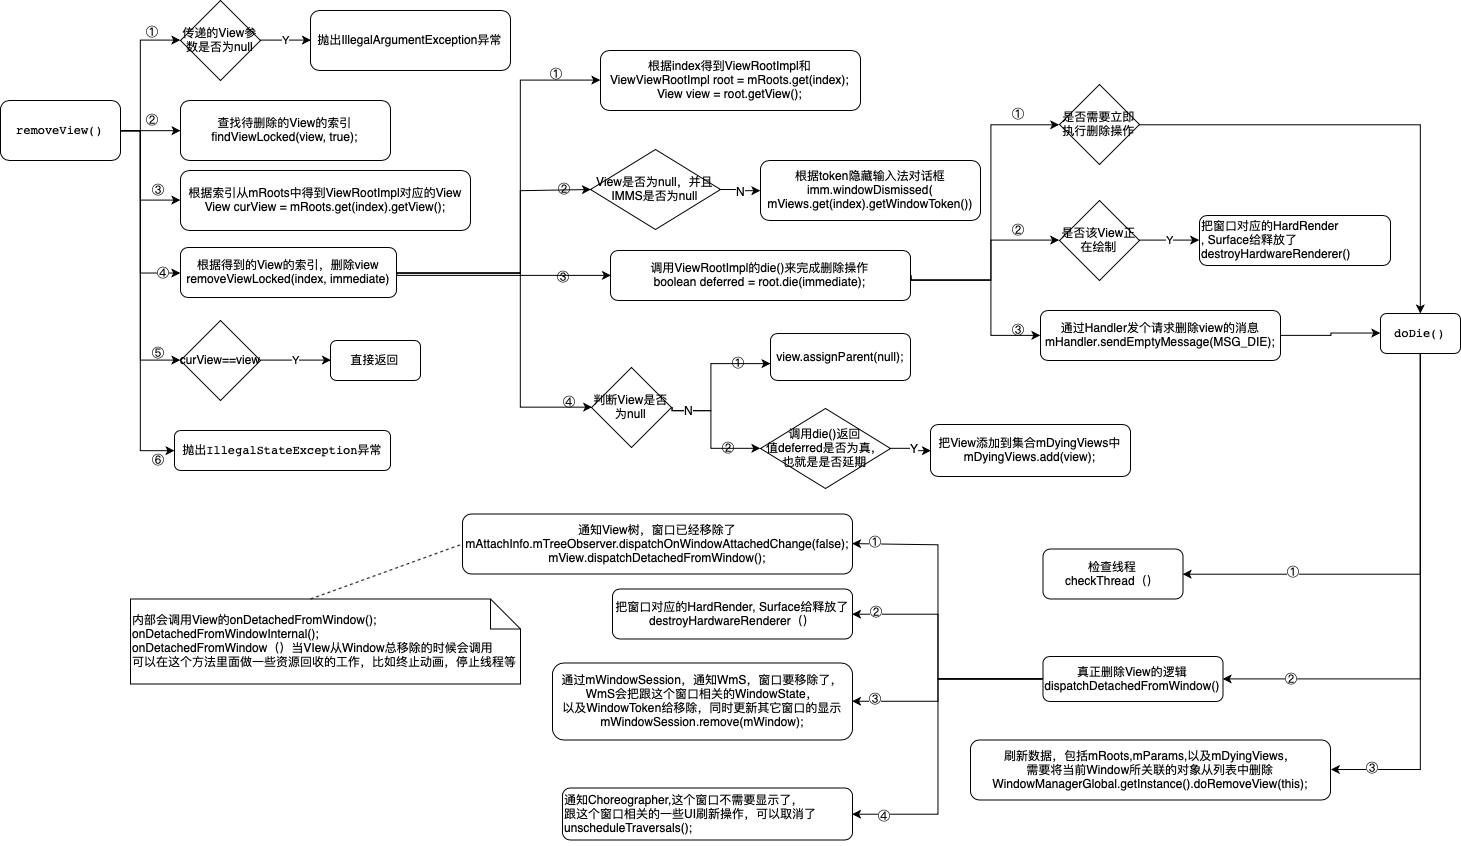 removeView()
①
传递的View参
数是否为null
Y
抛出IllegalArgumentException异常
②
查找待删除的View的索引
findViewLocked(view, true);
③
根据索引从mRoots中得到ViewRootImpl对应的View
View curView = mRoots.get(index).getView();
④
根据得到的View的索引，删除view
removeViewLocked(index, immediate)
⑤
curView==view
Y
直接返回
⑥
抛出IllegalStateException异常
①
根据index得到ViewRootImpl和
ViewViewRootImpl root = mRoots.get(index);
View view = root.getView();
②
View是否为null，并且
IMMS是否为null
N
根据token隐藏输入法对话框
imm.windowDismissed(
mViews.get(index).getWindowToken())
③
调用ViewRootImpl的die()来完成删除操作
boolean deferred = root.die(immediate);
④
判断View是否
为null
N
①
view.assignParent(null);
②
调用die()返回
值deferred是否为真，
也就是是否延期
Y
把View添加到集合mDyingViews中
mDyingViews.add(view);
①
是否需要立即
执行删除操作
②
是否该View正
在绘制
Y
把窗口对应的HardRender
, Surface给释放了
destroyHardwareRenderer()
③
通过Handler发个请求删除view的消息
mHandler.sendEmptyMessage(MSG_DIE);
doDie()
①
检查线程
checkThread（）
②
真正删除View的逻辑
dispatchDetachedFromWindow()
③
刷新数据，包括mRoots,mParams,以及mDyingViews，
需要将当前Window所关联的对象从列表中删除
WindowManagerGlobal.getInstance().doRemoveView(this);
①
通知View树，窗口已经移除了
mAttachInfo.mTreeObserver.dispatchOnWindowAttachedChange(false);
mView.dispatchDetachedFromWindow();
②
把窗口对应的HardRender, Surface给释放了
destroyHardwareRenderer（）
③
通过mWindowSession，通知WmS，窗口要移除了，
WmS会把跟这个窗口相关的WindowState，
以及WindowToken给移除，同时更新其它窗口的显示
mWindowSession.remove(mWindow);
④
通知Choreographer,这个窗口不需要显示了，
跟这个窗口相关的一些UI刷新操作，可以取消了
unscheduleTraversals();
内部会调用View的onDetachedFromWindow();
onDetachedFromWindowInternal();
onDetachedFromWindow（）当VIew从Window总移除的时候会调用
可以在这个方法里面做一些资源回收的工作，比如终止动画，停止线程等